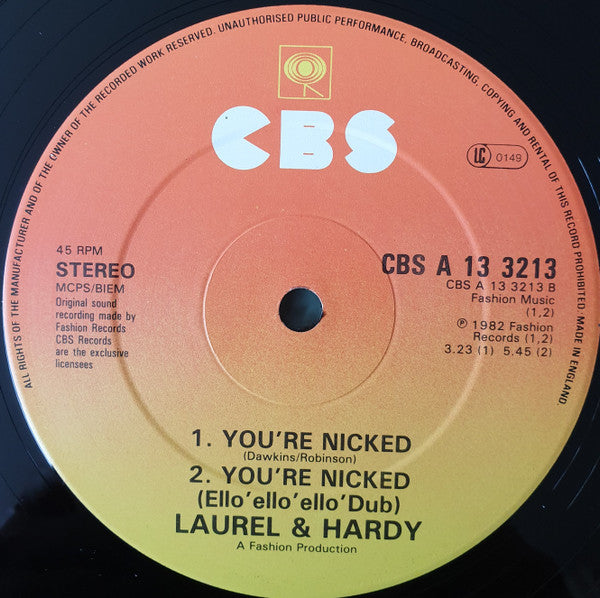 ALL RIGHTS OF THE MANUFACTURER AND OF THE OWNER OF THE RECORDED WORK RESERVED. UNAUTHORISED PUBLIC PERFORMANCE, BROADCASTING, COPYING AND RENTAL OF THIS RECORD PROHIBITED. MADE IN ENGLAND.
CBS
LC 0149
45 RPM
STEREO
MCPS/BIEM
Original sound
recording made by
Fashion Records
CBS Records
are the exclusive
licensees
CBS A 13 3213
CBS A 13 3213 B
Fashion Music
(1,2)
℗ 1982 Fashion
Records (1,2)
3.23 (1) 5.45 (2)
1. YOU'RE NICKED
(Dawkins/Robinson)
2. YOU'RE NICKED
(Ello'ello'ello'Dub)
LAUREL & HARDY
A Fashion Production